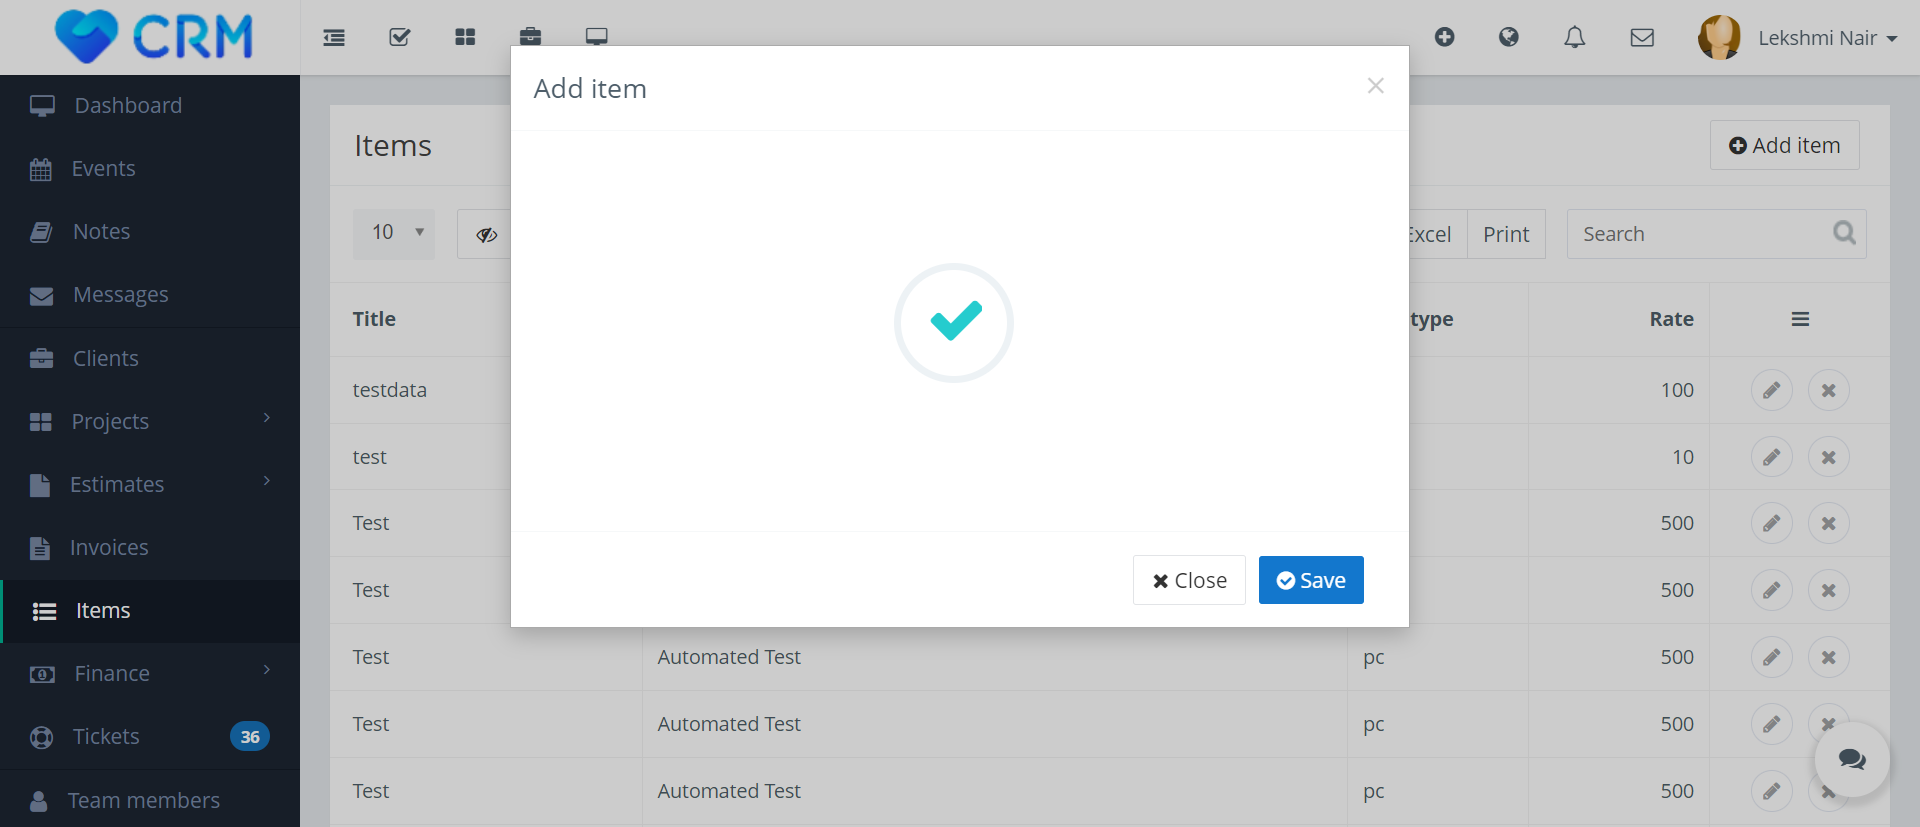 CRM
Lekshmi Nair
Dashboard
Events
Notes
Messages
Clients
Projects
Estimates
Invoices
Items
Finance
Tickets 36
Team members
Items
Add item
10
Excel Print Search
Title type Rate
testdata 100
test 10
Test 500
Test 500
Test Automated Test pc 500
Test Automated Test pc 500
Test Automated Test pc 500
Add item
Close Save